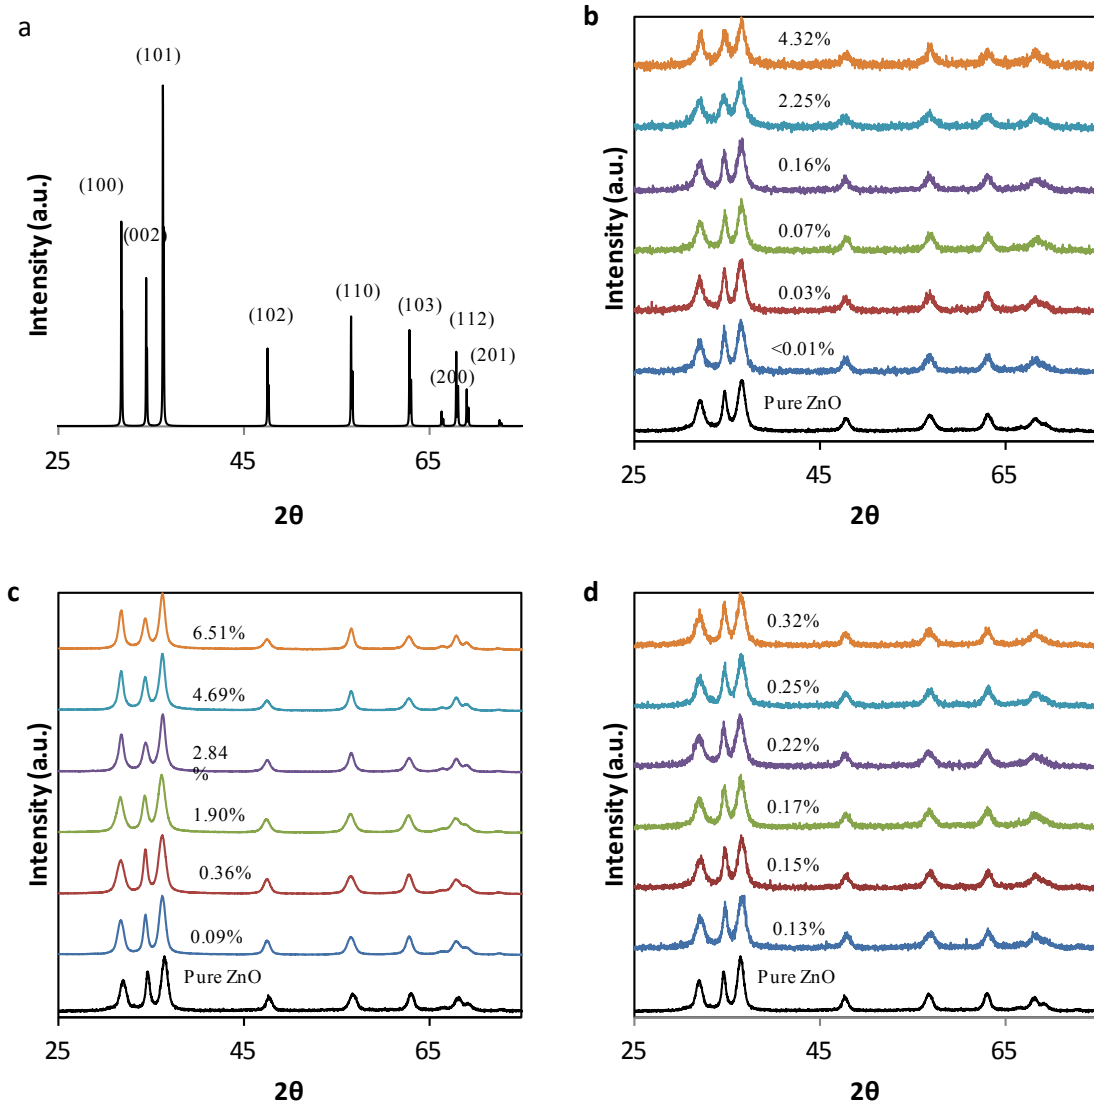 a
(101)
(100)
(002)
(110)
(103)
(102)
(112)
(201)
(200)
Intensity (a.u.)
25
45
65
2θ
b
4.32%
2.25%
0.16%
0.07%
0.03%
<0.01%
Pure ZnO
Intensity (a.u.)
25
45
65
2θ
c
6.51%
4.69%
2.84
%
1.90%
0.36%
0.09%
Pure ZnO
Intensity (a.u.)
25
45
65
2θ
d
0.32%
0.25%
0.22%
0.17%
0.15%
0.13%
Pure ZnO
Intensity (a.u.)
25
45
65
2θ